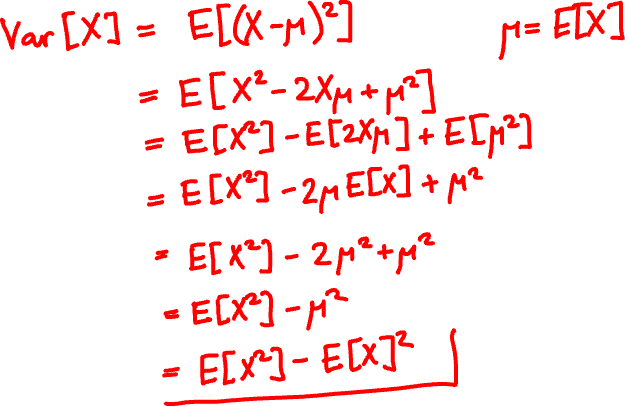 Var[X] = E[(X-μ)²] μ = E[X]
= E[X² - 2Xμ + μ²]
= E[X²] - E[2Xμ] + E[μ²]
= E[X²] - 2μE[X] + μ²
= E[X²] - 2μ² + μ²
= E[X²] - μ²
= E[X²] - E[X]²